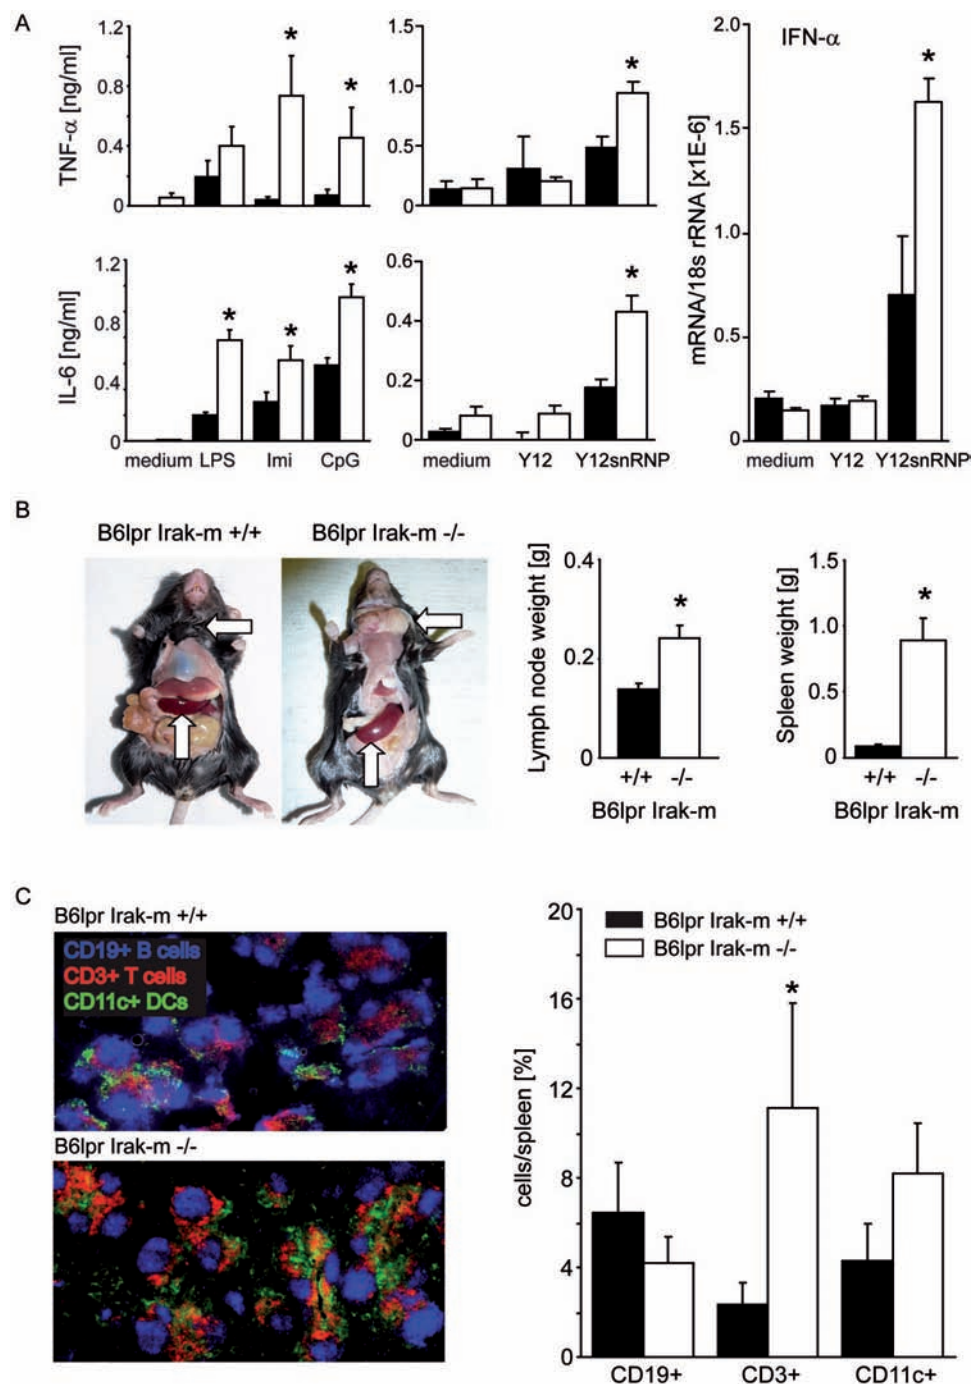 A
TNF-α [ng/ml]
1.2
0.8
0.4
0
*
*
1.5
1.0
0.5
0
*
IL-6 [ng/ml]
1.2
0.8
0.4
0
*
*
*
medium LPS Imi CpG
0.6
0.4
0.2
0
*
medium Y12 Y12snRNP
IFN-α
mRNA/18s rRNA [x1E-6]
2.0
1.5
1.0
0.5
0
*
medium Y12 Y12snRNP
B
B6lpr Irak-m +/+
B6lpr Irak-m -/-
Lymph node weight [g]
0.4
0.2
0
*
+/+ -/-
B6lpr Irak-m
Spleen weight [g]
1.5
1.0
0.5
0
*
+/+ -/-
B6lpr Irak-m
C
B6lpr Irak-m +/+
CD19+ B cells
CD3+ T cells
CD11c+ DCs
B6lpr Irak-m -/-
cells/spleen [%]
20
16
12
8
4
0
B6lpr Irak-m +/+
B6lpr Irak-m -/-
*
CD19+ CD3+ CD11c+